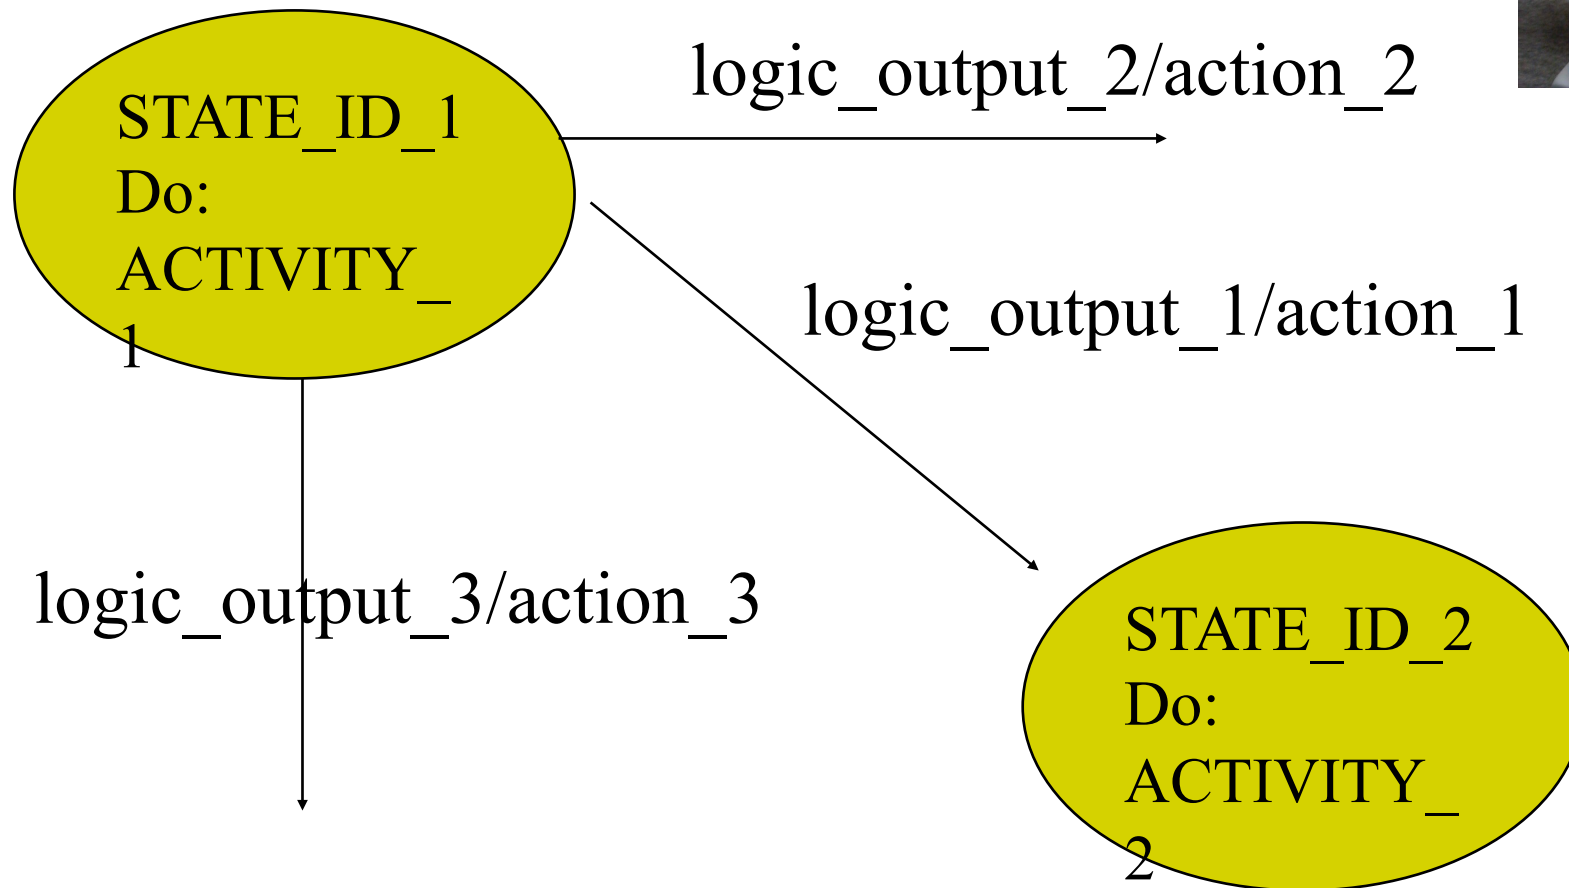 logic_output_2/action_2
STATE_ID_1
Do:
ACTIVITY_
1
logic_output_1/action_1
logic_output_3/action_3
STATE_ID_2
Do:
ACTIVITY_
2